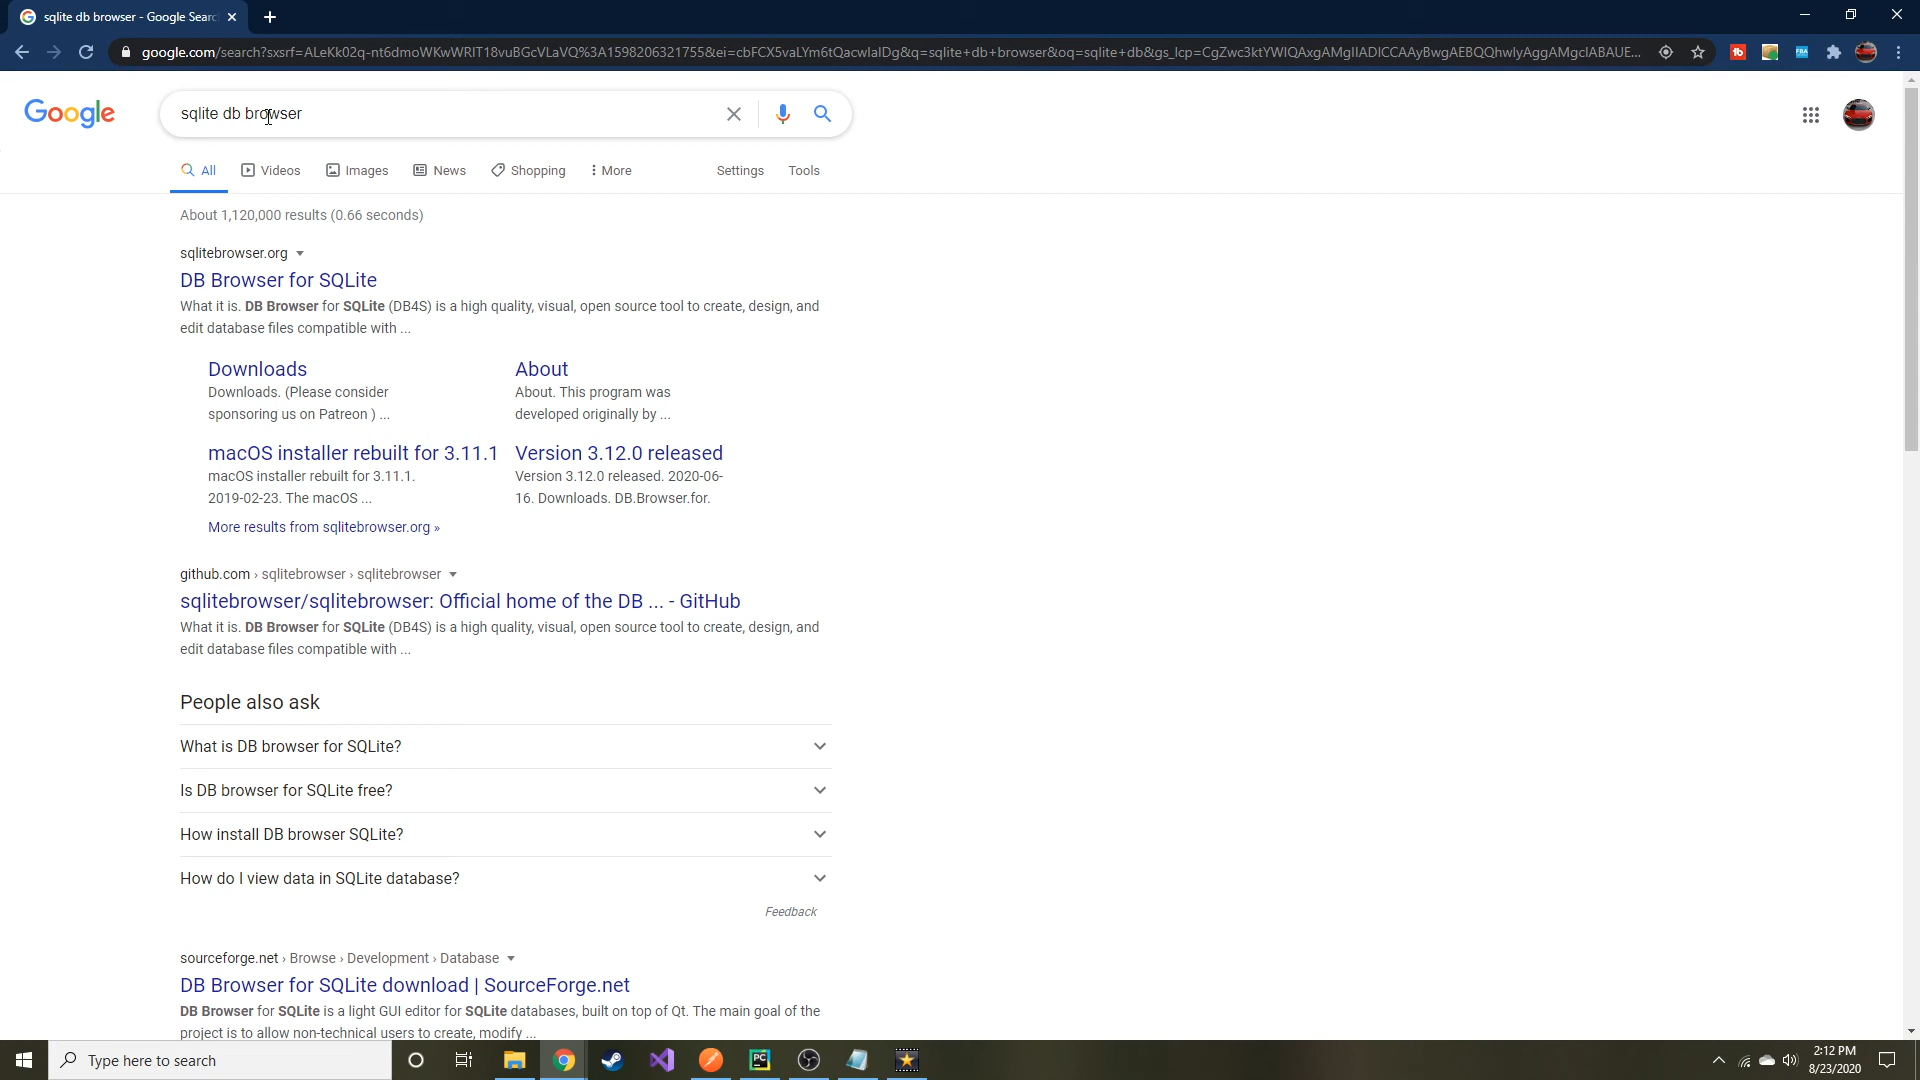 sqlite db browser - Google Searc
google.com/search?sxsrf=ALeKk02q-nt6dmoWKwWRIT18vuBGcVLaVQ%3A1598206321755&ei=cbFCX5vaLYm6tQacwIaIDg&q=sqlite+db+browser&oq=sqlite+db&gs_lcp=CgZwc3ktYWIQAxgAMgIIADICCAAyBwgAEBQQhwIyAggAMgcIABAUE...
Google
sqlite db browser
All Videos Images News Shopping More Settings Tools
About 1,120,000 results (0.66 seconds)
sqlitebrowser.org
DB Browser for SQLite
What it is. DB Browser for SQLite (DB4S) is a high quality, visual, open source tool to create, design, and
edit database files compatible with ...
Downloads
Downloads. (Please consider
sponsoring us on Patreon ) ...
About
About. This program was
developed originally by ...
macOS installer rebuilt for 3.11.1
macOS installer rebuilt for 3.11.1.
2019-02-23. The macOS ...
Version 3.12.0 released
Version 3.12.0 released. 2020-06-
16. Downloads. DB.Browser.for.
More results from sqlitebrowser.org »
github.com › sqlitebrowser › sqlitebrowser
sqlitebrowser/sqlitebrowser: Official home of the DB ... - GitHub
What it is. DB Browser for SQLite (DB4S) is a high quality, visual, open source tool to create, design, and
edit database files compatible with ...
People also ask
What is DB browser for SQLite?
Is DB browser for SQLite free?
How install DB browser SQLite?
How do I view data in SQLite database?
Feedback
sourceforge.net › Browse › Development › Database
DB Browser for SQLite download | SourceForge.net
DB Browser for SQLite is a light GUI editor for SQLite databases, built on top of Qt. The main goal of the
project is to allow non-technical users to create, modify ...
Type here to search
PC
2:12 PM
8/23/2020